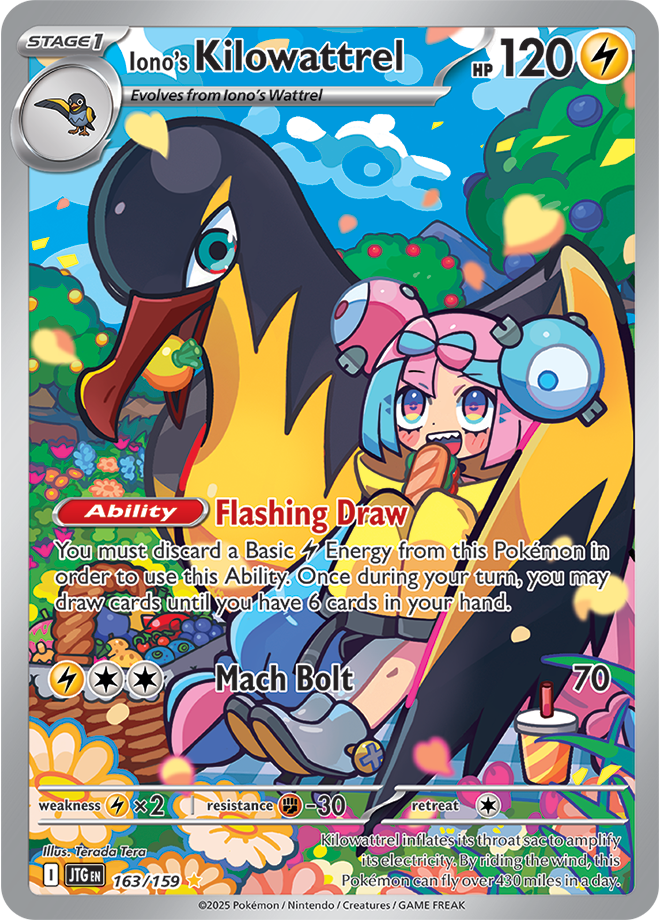 STAGE 1
Iono's Kilowattrel
HP 120
Evolves from Iono's Wattrel
Ability Flashing Draw
You must discard a Basic Energy from this Pokémon in
order to use this Ability. Once during your turn, you may
draw cards until you have 6 cards in your hand.
Mach Bolt 70
weakness ×2 resistance -30 retreat
Illus. Terada Tera
Kilowattrel inflates its throat sac to amplify
its electricity. By riding the wind, this
Pokémon can fly over 430 miles in a day.
I JTG EN 163/159
©2025 Pokémon / Nintendo / Creatures / GAME FREAK